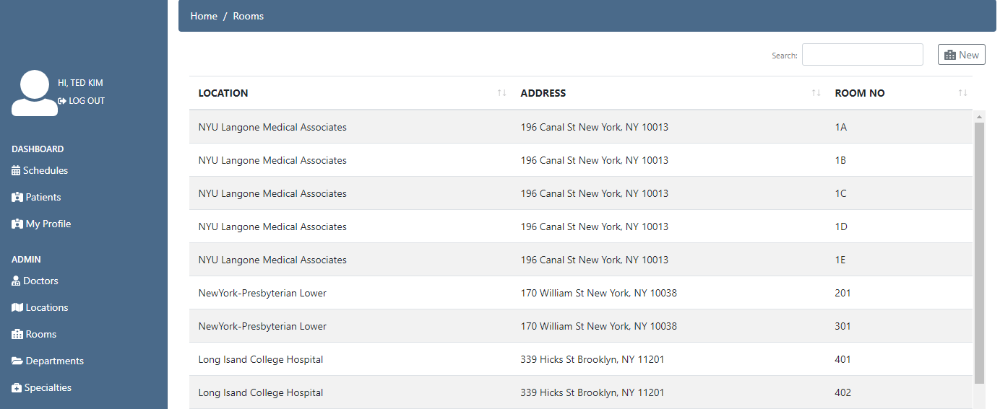 Home / Rooms
HI, TED KIM
LOG OUT
DASHBOARD
Schedules
Patients
My Profile
ADMIN
Doctors
Locations
Rooms
Departments
Specialties
Search:
New
LOCATION ADDRESS ROOM NO
NYU Langone Medical Associates 196 Canal St New York, NY 10013 1A
NYU Langone Medical Associates 196 Canal St New York, NY 10013 1B
NYU Langone Medical Associates 196 Canal St New York, NY 10013 1C
NYU Langone Medical Associates 196 Canal St New York, NY 10013 1D
NYU Langone Medical Associates 196 Canal St New York, NY 10013 1E
NewYork-Presbyterian Lower 170 William St New York, NY 10038 201
NewYork-Presbyterian Lower 170 William St New York, NY 10038 301
Long Isand College Hospital 339 Hicks St Brooklyn, NY 11201 401
Long Isand College Hospital 339 Hicks St Brooklyn, NY 11201 402